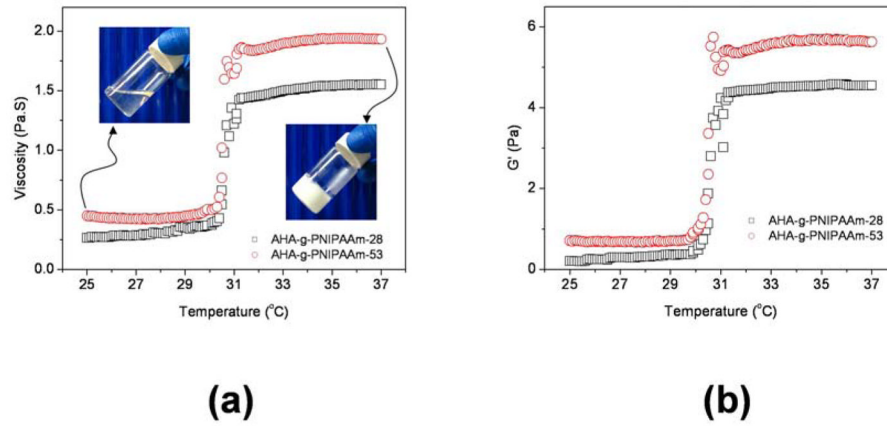 2.0
1.5
1.0
0.5
0.0
Viscosity (Pa.S)
AHA-g-PNIPAAm-28
AHA-g-PNIPAAm-53
25 27 29 31 33 35 37
Temperature (°C)
(a)
6
4
2
0
G' (Pa)
AHA-g-PNIPAAm-28
AHA-g-PNIPAAm-53
25 27 29 31 33 35 37
Temperature (°C)
(b)